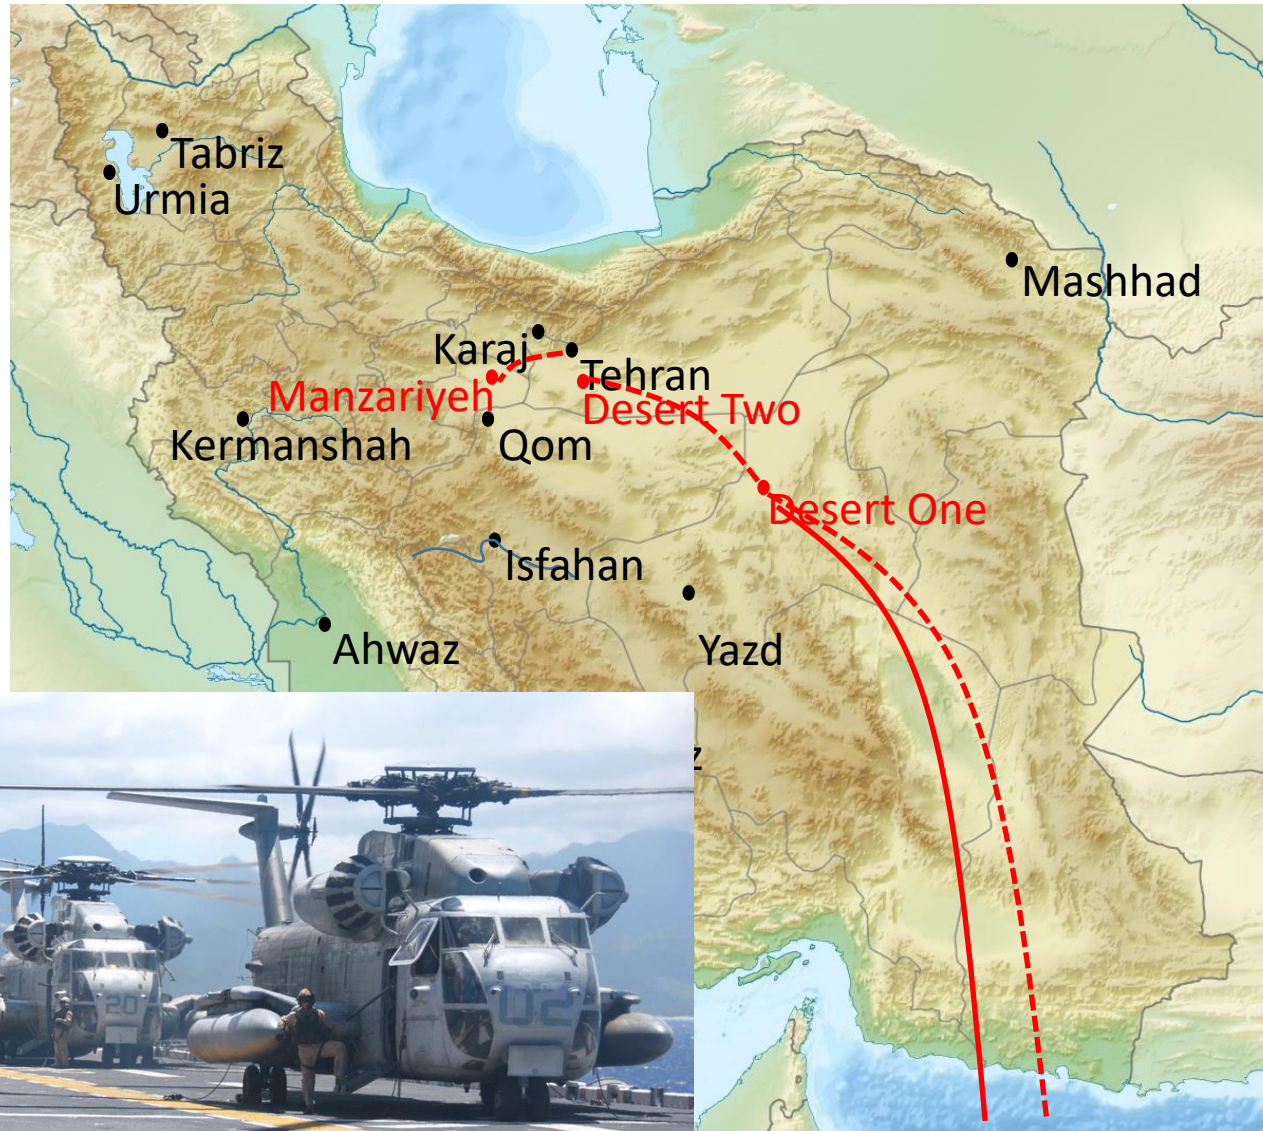 Tabriz
Urmia
Mashhad
Karaj
Tehran
Manzariyeh
Desert Two
Kermanshah
Qom
Desert One
Isfahan
Ahwaz
Yazd
z
20
02